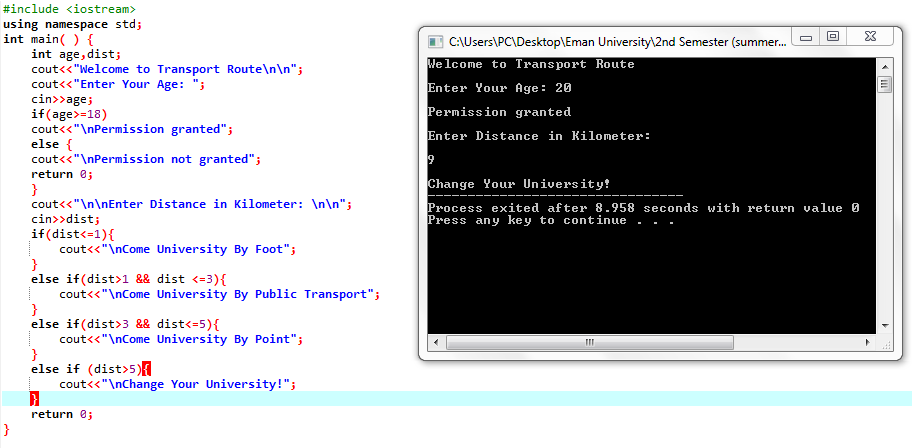 #include <iostream>
using namespace std;
int main( ) {
int age,dist;
cout<<"Welcome to Transport Route\n\n";
cout<<"Enter Your Age: ";
cin>>age;
if(age>=18)
cout<<"\nPermission granted";
else {
cout<<"\nPermission not granted";
return 0;
}
cout<<"\n\nEnter Distance in Kilometer: \n\n";
cin>>dist;
if(dist<=1){
cout<<"\nCome University By Foot";
}
else if(dist>1 && dist <=3){
cout<<"\nCome University By Public Transport";
}
else if(dist>3 && dist<=5){
cout<<"\nCome University By Point";
}
else if (dist>5){
cout<<"\nChange Your University!";
}
return 0;
}
C:\Users\PC\Desktop\Eman University\2nd Semester (summer...
Welcome to Transport Route
Enter Your Age: 20
Permission granted
Enter Distance in Kilometer:
9
Change Your University!
--------------------------------
Process exited after 8.958 seconds with return value 0
Press any key to continue . . .